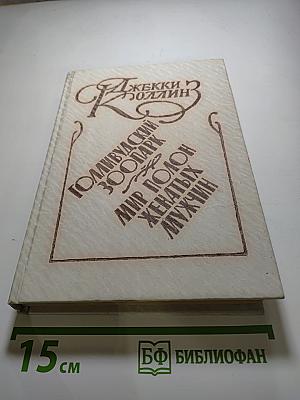 ДЖЕККИ
КОЛЛИНЗ
ГОЛЛИВУДСКИЙ
ЗООПАРК
МИР ПОЛОН
ЖЕНАТЫХ
МУЖЧИН
15 см
БФ БИБЛИОФАН